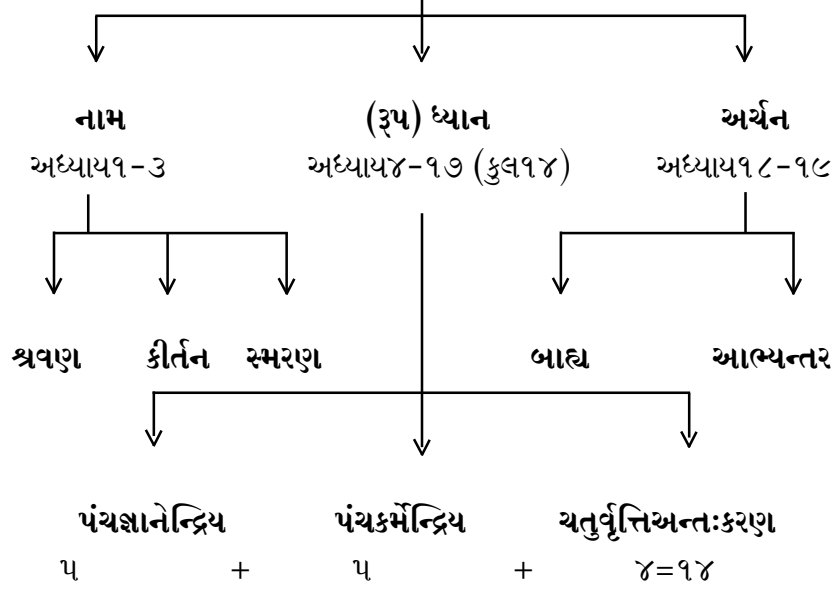 નામ (રૂપ) ધ્યાન અર્ચન
અધ્યાય૧-૩ અધ્યાય૪-૧૭ (કુલ૧૪) અધ્યાય૧૮-૧૯
શ્રવણ કીર્તન સ્મરણ બાહ્ય આભ્યન્તર
પંચજ્ઞાનેન્દ્રિય પંચકર્મેન્દ્રિય ચતુર્વૃત્તિઅન્તઃકરણ
૫ + ૫ + ૪=૧૪